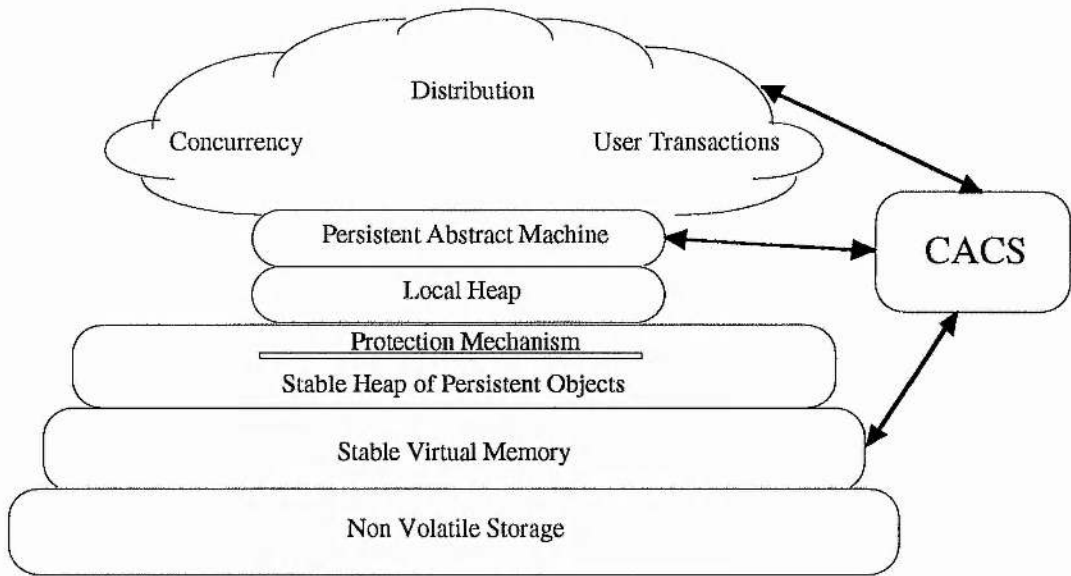 Distribution
Concurrency
User Transactions
Persistent Abstract Machine
CACS
Local Heap
Protection Mechanism
Stable Heap of Persistent Objects
Stable Virtual Memory
Non Volatile Storage